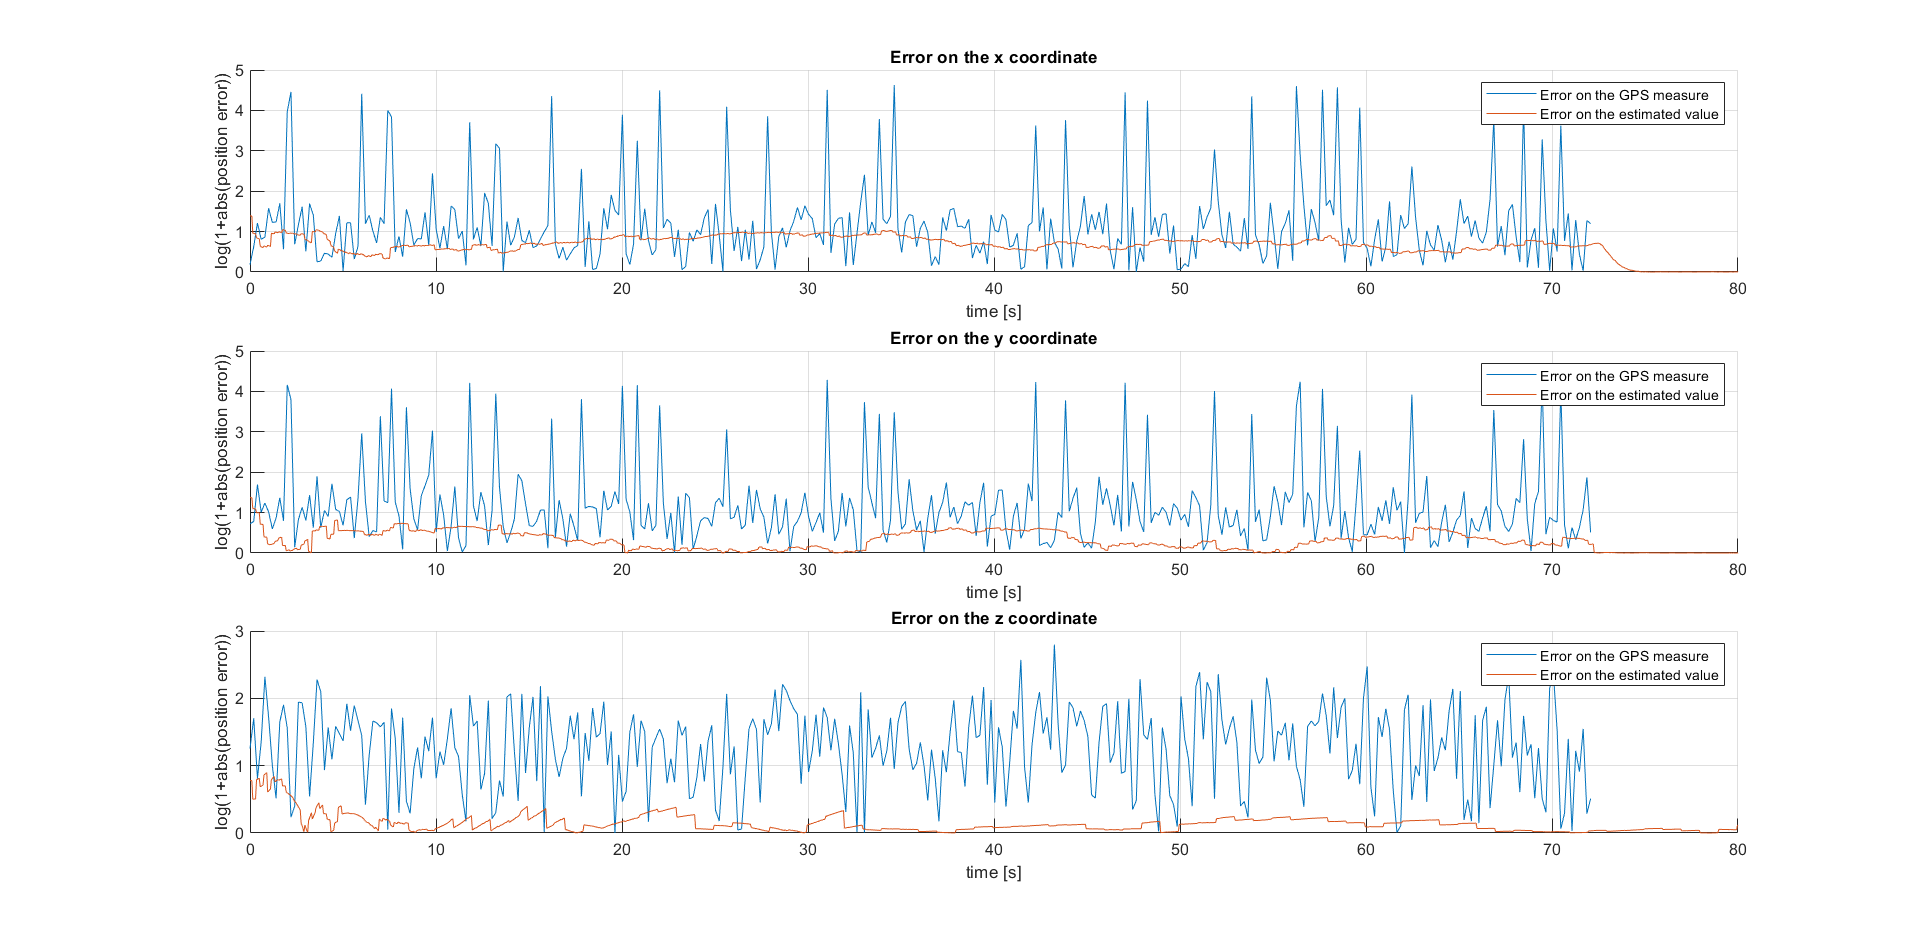 Error on the x coordinate
log(1+abs(position error))
5
4
3
2
1
0
Error on the GPS measure
Error on the estimated value
0 10 20 30 40 50 60 70 80
time [s]
Error on the y coordinate
log(1+abs(position error))
5
4
3
2
1
0
Error on the GPS measure
Error on the estimated value
0 10 20 30 40 50 60 70 80
time [s]
Error on the z coordinate
log(1+abs(position error))
3
2
1
0
Error on the GPS measure
Error on the estimated value
0 10 20 30 40 50 60 70 80
time [s]